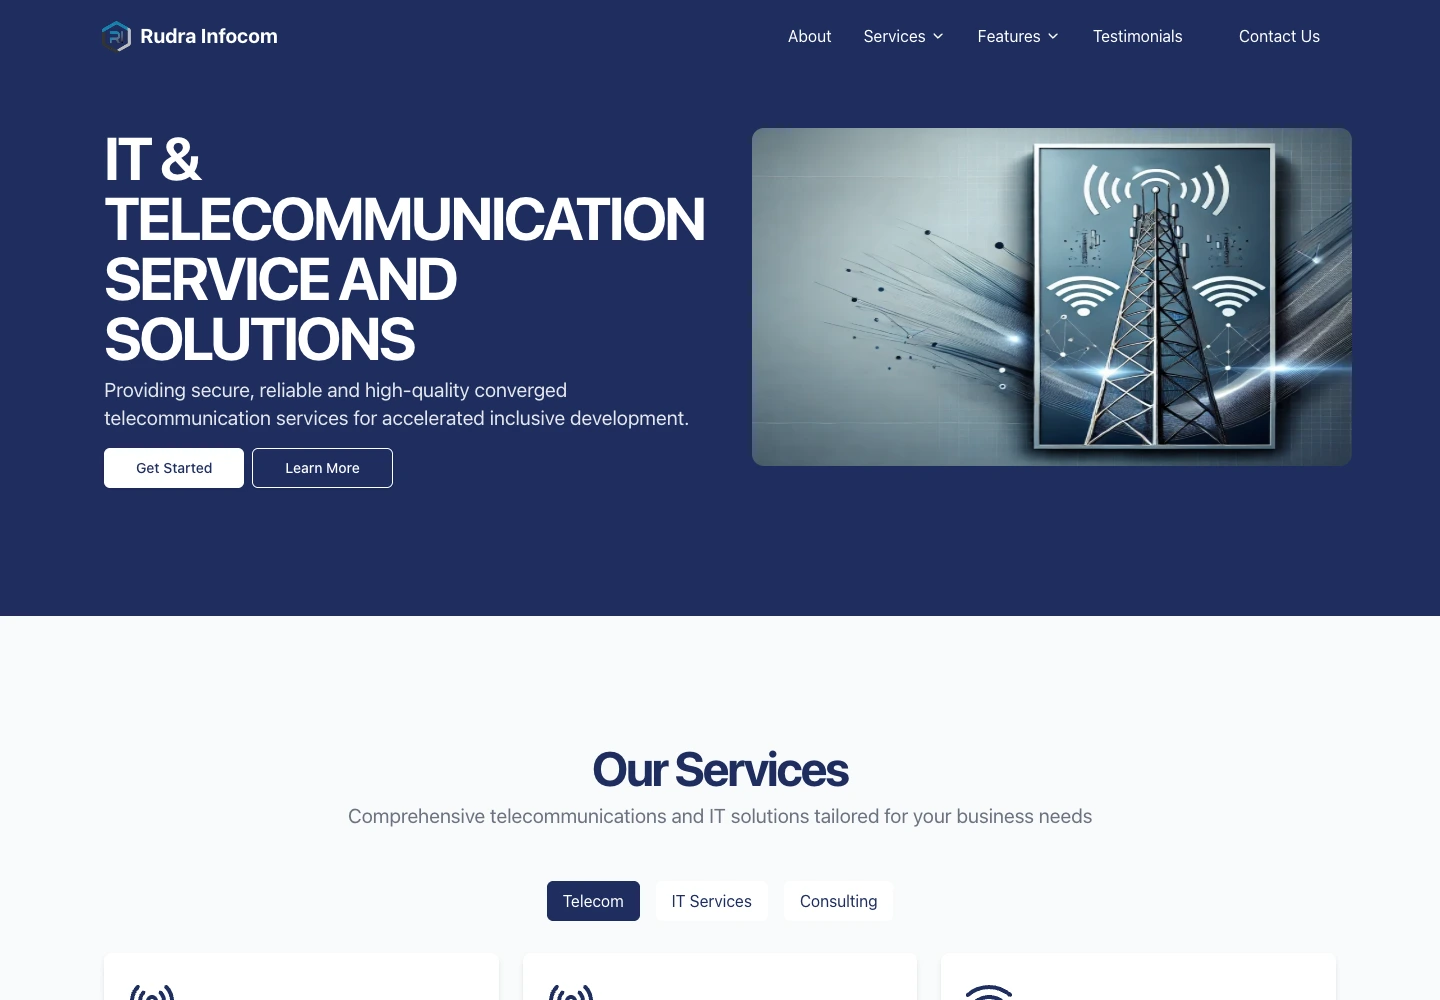 Rudra Infocom
About
Services
Features
Testimonials
Contact Us
IT &
TELECOMMUNICATION
SERVICE AND
SOLUTIONS
Providing secure, reliable and high-quality converged
telecommunication services for accelerated inclusive development.
Get Started
Learn More
Our Services
Comprehensive telecommunications and IT solutions tailored for your business needs
Telecom
IT Services
Consulting